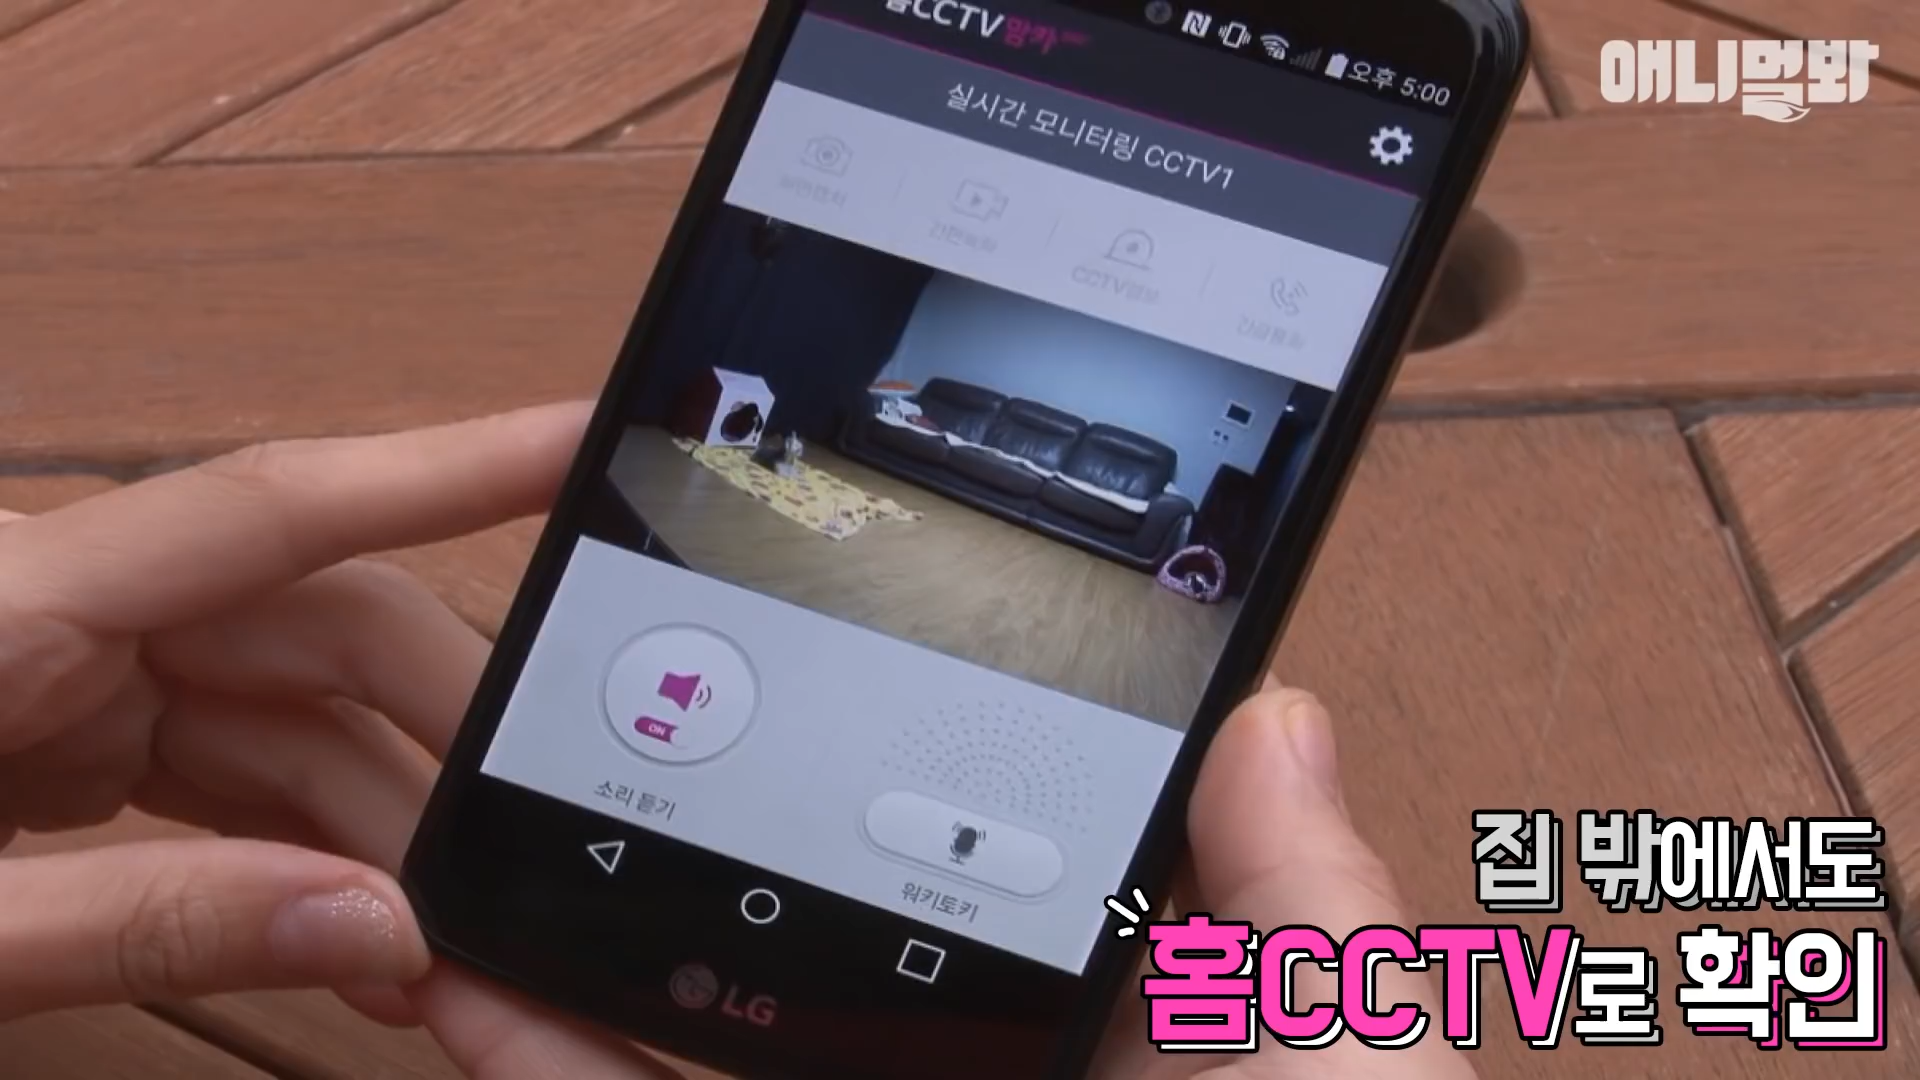 홈CCTV 맘카
오후 5:00
애니멀봐
실시간 모니터링 CCTV1
ON
소리 듣기
워키토키
LG
집 밖에서도
홈CCTV로 확인